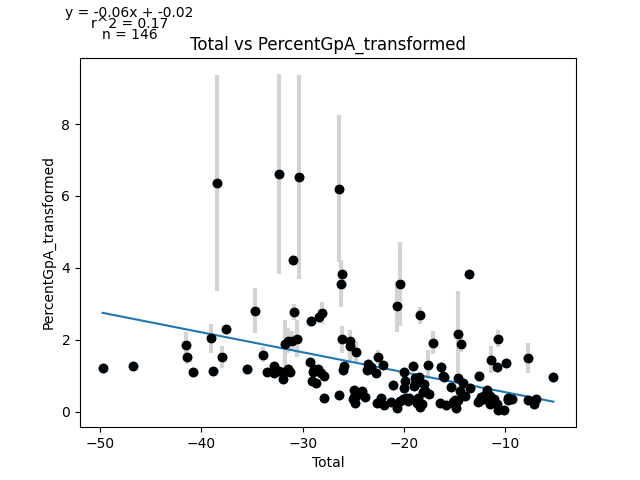 y = -0.06x + -0.02
r^2 = 0.17
n = 146
Total vs PercentGpA_transformed
8
6
4
2
0
PercentGpA_transformed
−50
−40
−30
−20
−10
Total